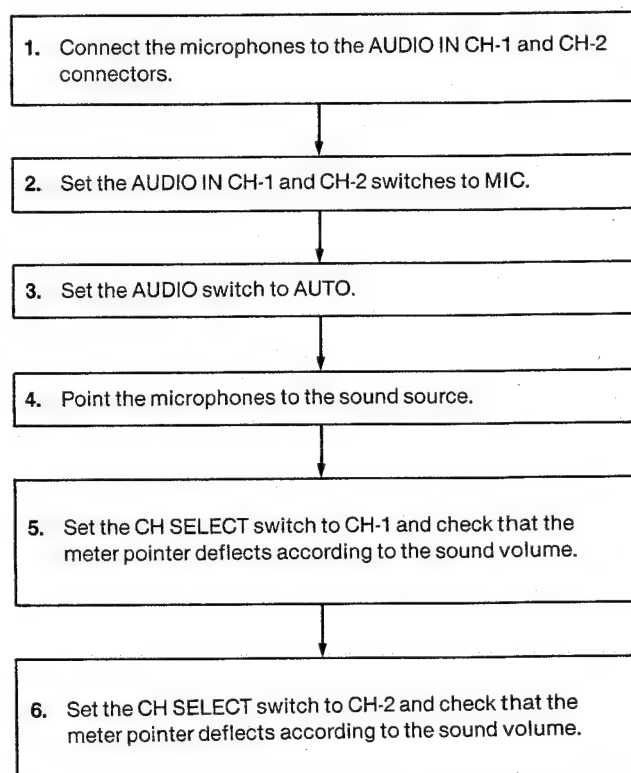 1. Connect the microphones to the AUDIO IN CH-1 and CH-2
connectors.
2. Set the AUDIO IN CH-1 and CH-2 switches to MIC.
3. Set the AUDIO switch to AUTO.
4. Point the microphones to the sound source.
5. Set the CH SELECT switch to CH-1 and check that the
meter pointer deflects according to the sound volume.
6. Set the CH SELECT switch to CH-2 and check that the
meter pointer deflects according to the sound volume.